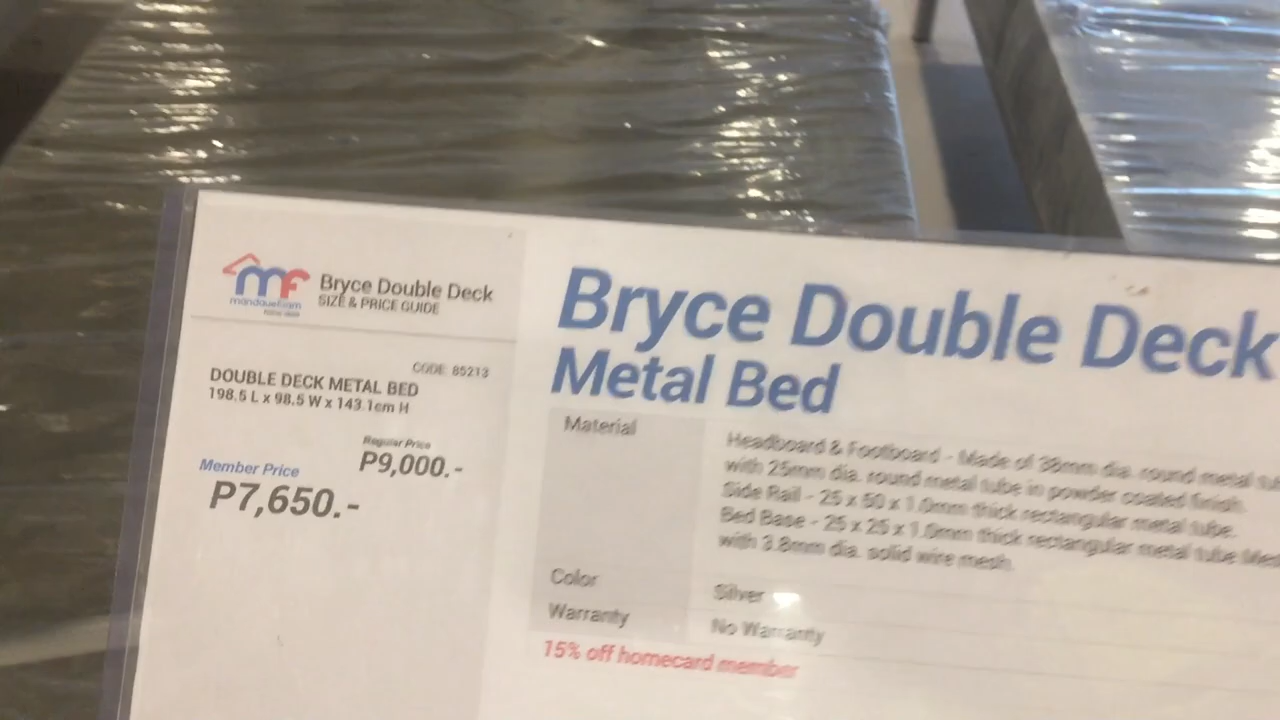 mf
mandauefoam
Bryce Double Deck
SIZE & PRICE GUIDE
CODE: 85213
DOUBLE DECK METAL BED
198.5 L x 98.5 W x 143.1cm H
Regular Price
P9,000.-
Member Price
P7,650.-
Bryce Double Deck
Metal Bed
Material
Headboard & Footboard - Made of 38mm dia. round metal
with 25mm dia. round metal tube in powder coated finish.
Side Rail - 25 x 50 x 1.0mm thick rectangular metal tube.
Bed Base - 25 x 25 x 1.0mm thick rectangular metal tube
with 3.8mm dia. solid wire mesh.
Color
Silver
Warranty
No Warranty
15% off homecard member